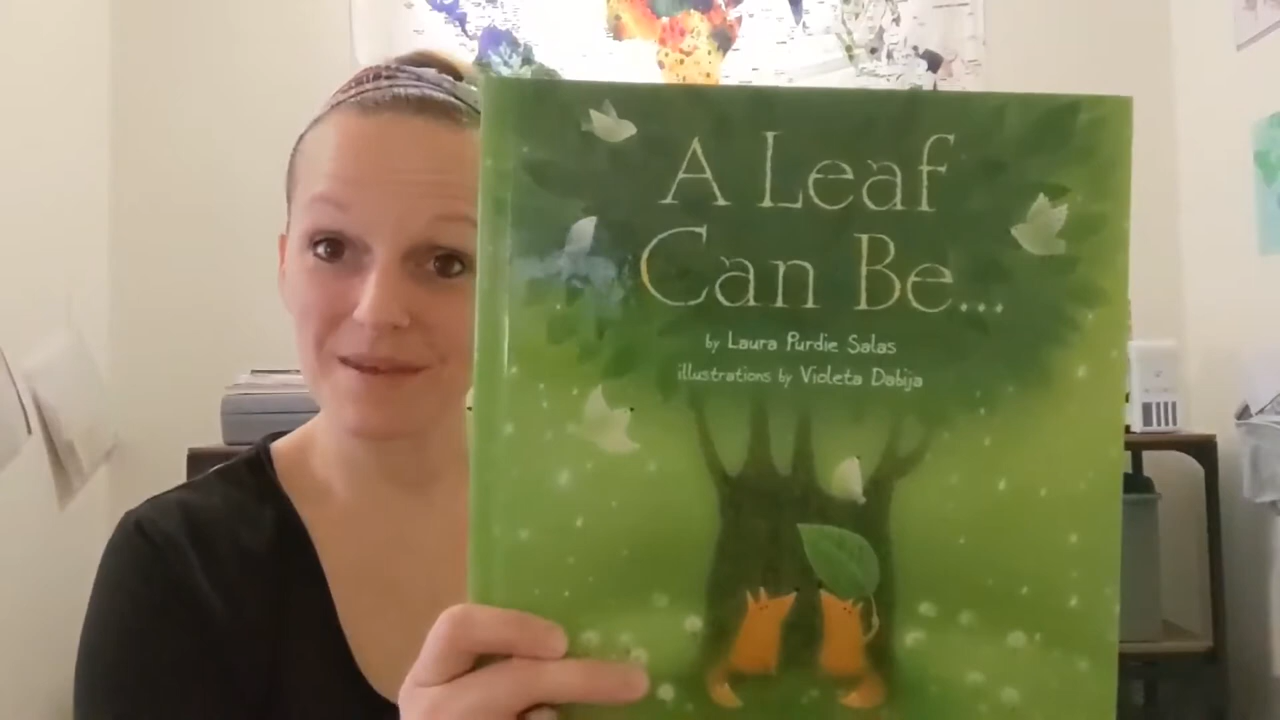 A Leaf
Can Be...
by Laura Purdie Salas
illustrations by Violeta Dabija